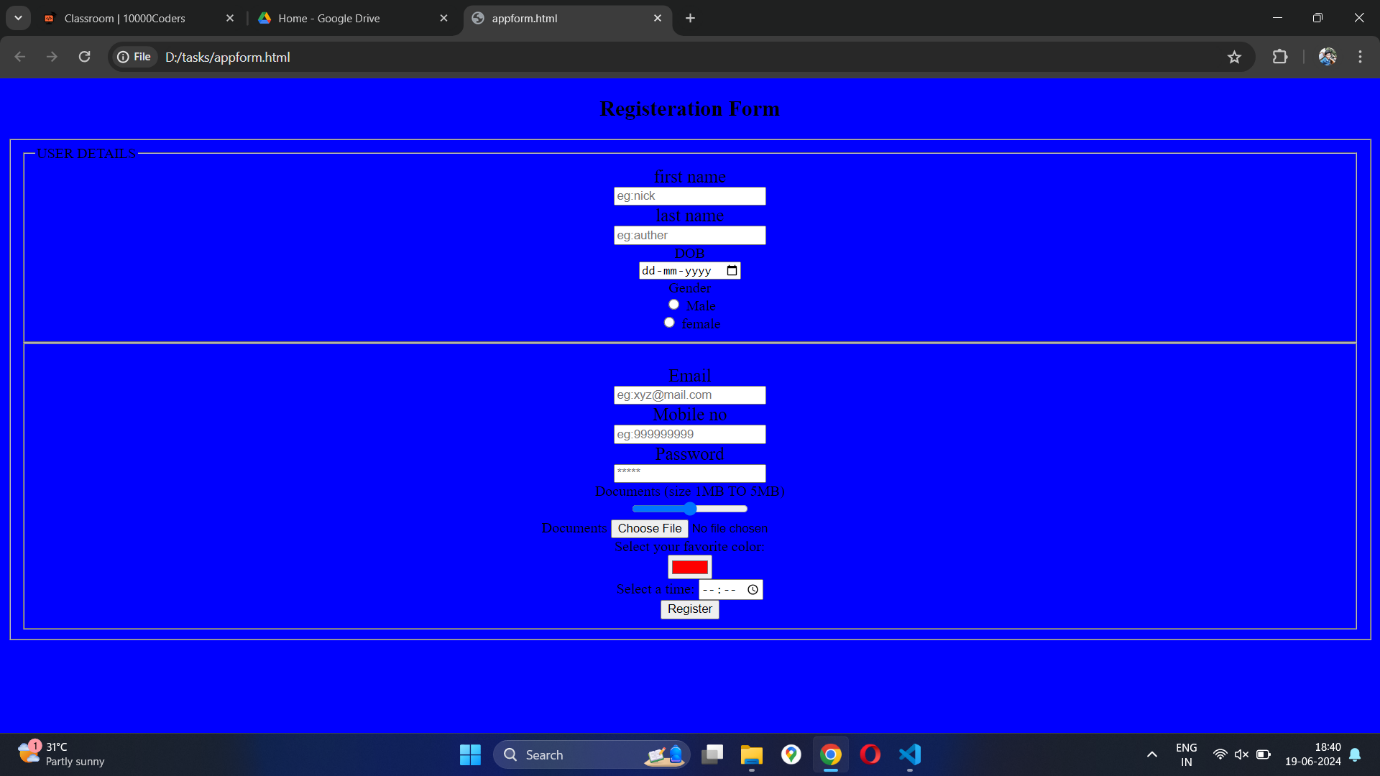 Classroom | 10000Coders
Home - Google Drive
appform.html
File
D:/tasks/appform.html
Registeration Form
USER DETAILS
first name
eg:nick
last name
eg:auther
DOB
dd-mm-yyyy
Gender
Male
female
Email
eg:xyz@mail.com
Mobile no
eg:999999999
Password
*****
Documents (size 1MB TO 5MB)
Documents Choose File No file chosen
Select your favorite color:
Select a time: --:--
Register
1
31°C
Partly sunny
Search
ENG
IN
18:40
19-06-2024